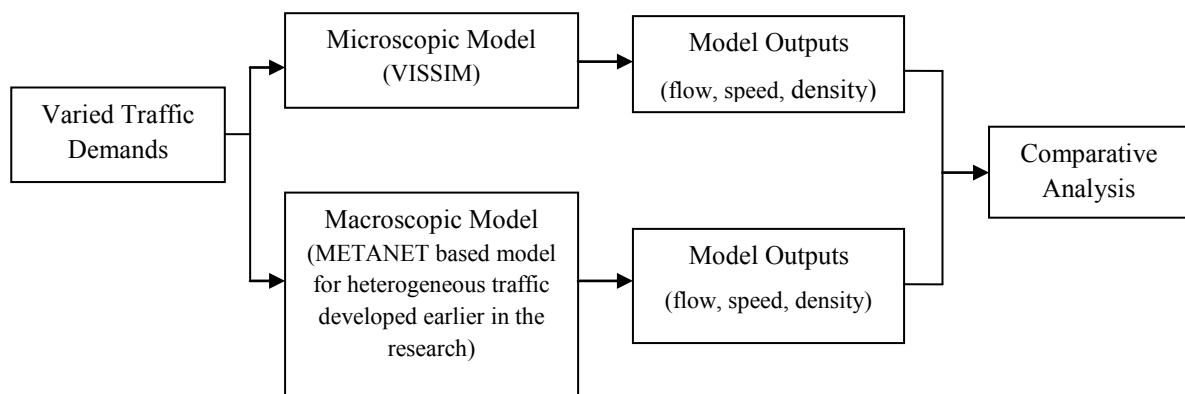 Varied Traffic
Demands
Microscopic Model
(VISSIM)
Model Outputs
(flow, speed, density)
Macroscopic Model
(METANET based model
for heterogeneous traffic
developed earlier in the
research)
Model Outputs
(flow, speed, density)
Comparative
Analysis